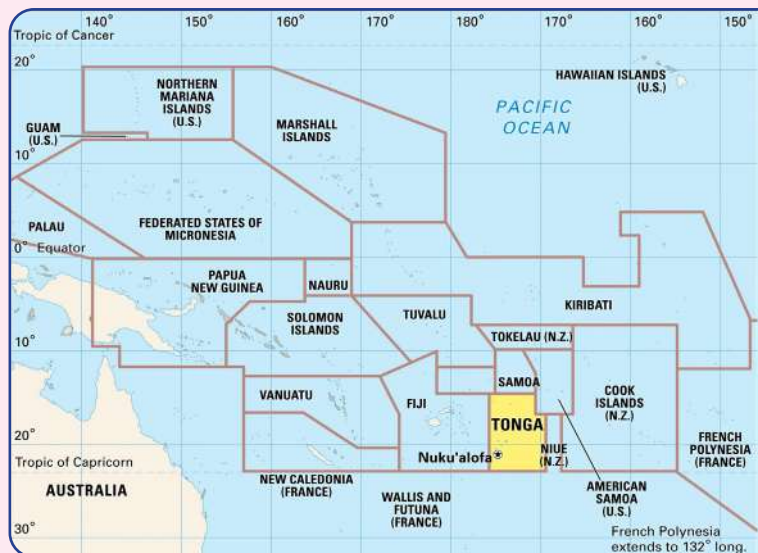 140°
150°
160°
170°
180°
170°
160°
150°
Tropic of Cancer
20°
NORTHERN
MARIANA
ISLANDS
(U.S.)
HAWAIIAN ISLANDS
(U.S.)
PACIFIC
OCEAN
GUAM
(U.S.)
MARSHALL
ISLANDS
10°
PALAU
FEDERATED STATES OF
MICRONESIA
0° Equator
PAPUA
NEW GUINEA
NAURU
KIRIBATI
SOLOMON
ISLANDS
TUVALU
TOKELAU (N.Z.)
10°
SAMOA
VANUATU
FIJI
COOK
ISLANDS
(N.Z.)
TONGA
20°
Nuku'alofa
NIUE
(N.Z.)
FRENCH
POLYNESIA
(FRANCE)
Tropic of Capricorn
AUSTRALIA
NEW CALEDONIA
(FRANCE)
WALLIS AND
FUTUNA
(FRANCE)
AMERICAN
SAMOA
(U.S.)
30°
French Polynesia
extends to 132° long.